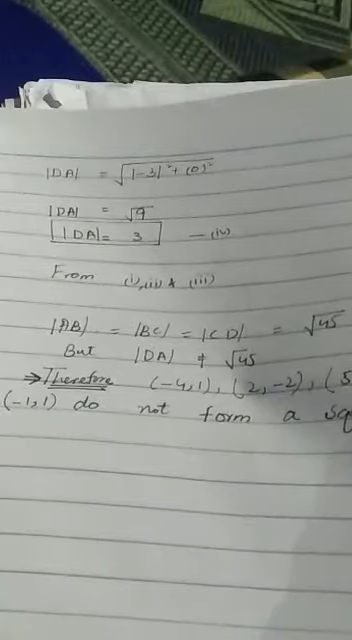 |DA| = √|-3|² + (0)²
|DA| = √9
|DA| = 3 — (iv)
From (i), (ii) & (iii)
|AB| = |BC| = |CD| = √45
But |DA| ≠ √45
⇒ Therefore (-4,1), (2,-2), (5
(-1,1) do not form a sq